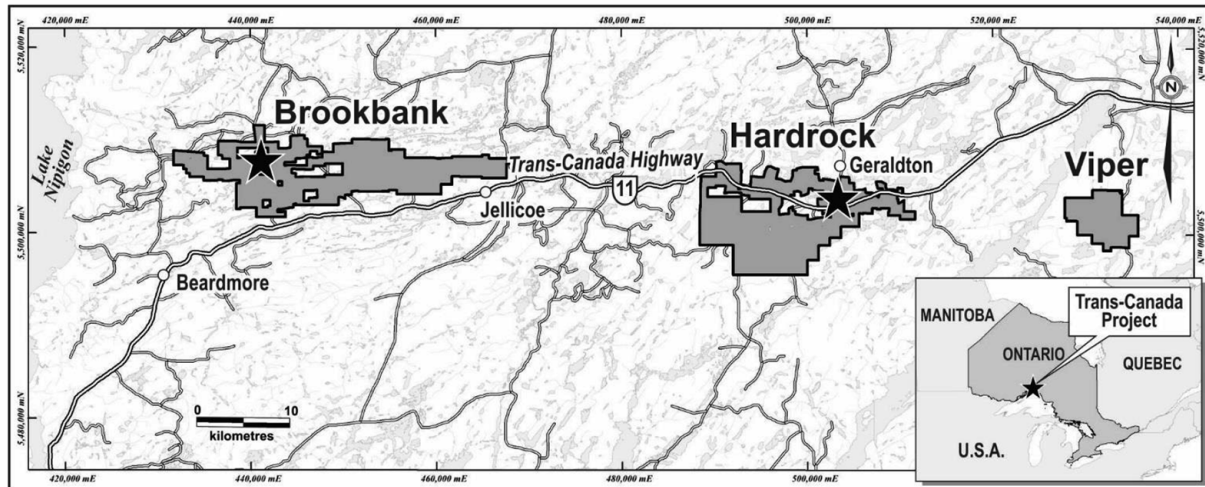 420,000 mE
440,000 mE
460,000 mE
480,000 mE
500,000 mE
520,000 mE
540,000 mE
5,520,000 mN
5,520,000 mN
N
Brookbank
Hardrock
Viper
Lake
Nipigon
Trans-Canada Highway
11
Geraldton
Jellicoe
Beardmore
5,500,000 mN
5,500,000 mN
0 10
kilometres
5,480,000 mN
MANITOBA
Trans-Canada
Project
ONTARIO
QUEBEC
U.S.A.
420,000 mE
440,000 mE
460,000 mE
480,000 mE
500,000 mE